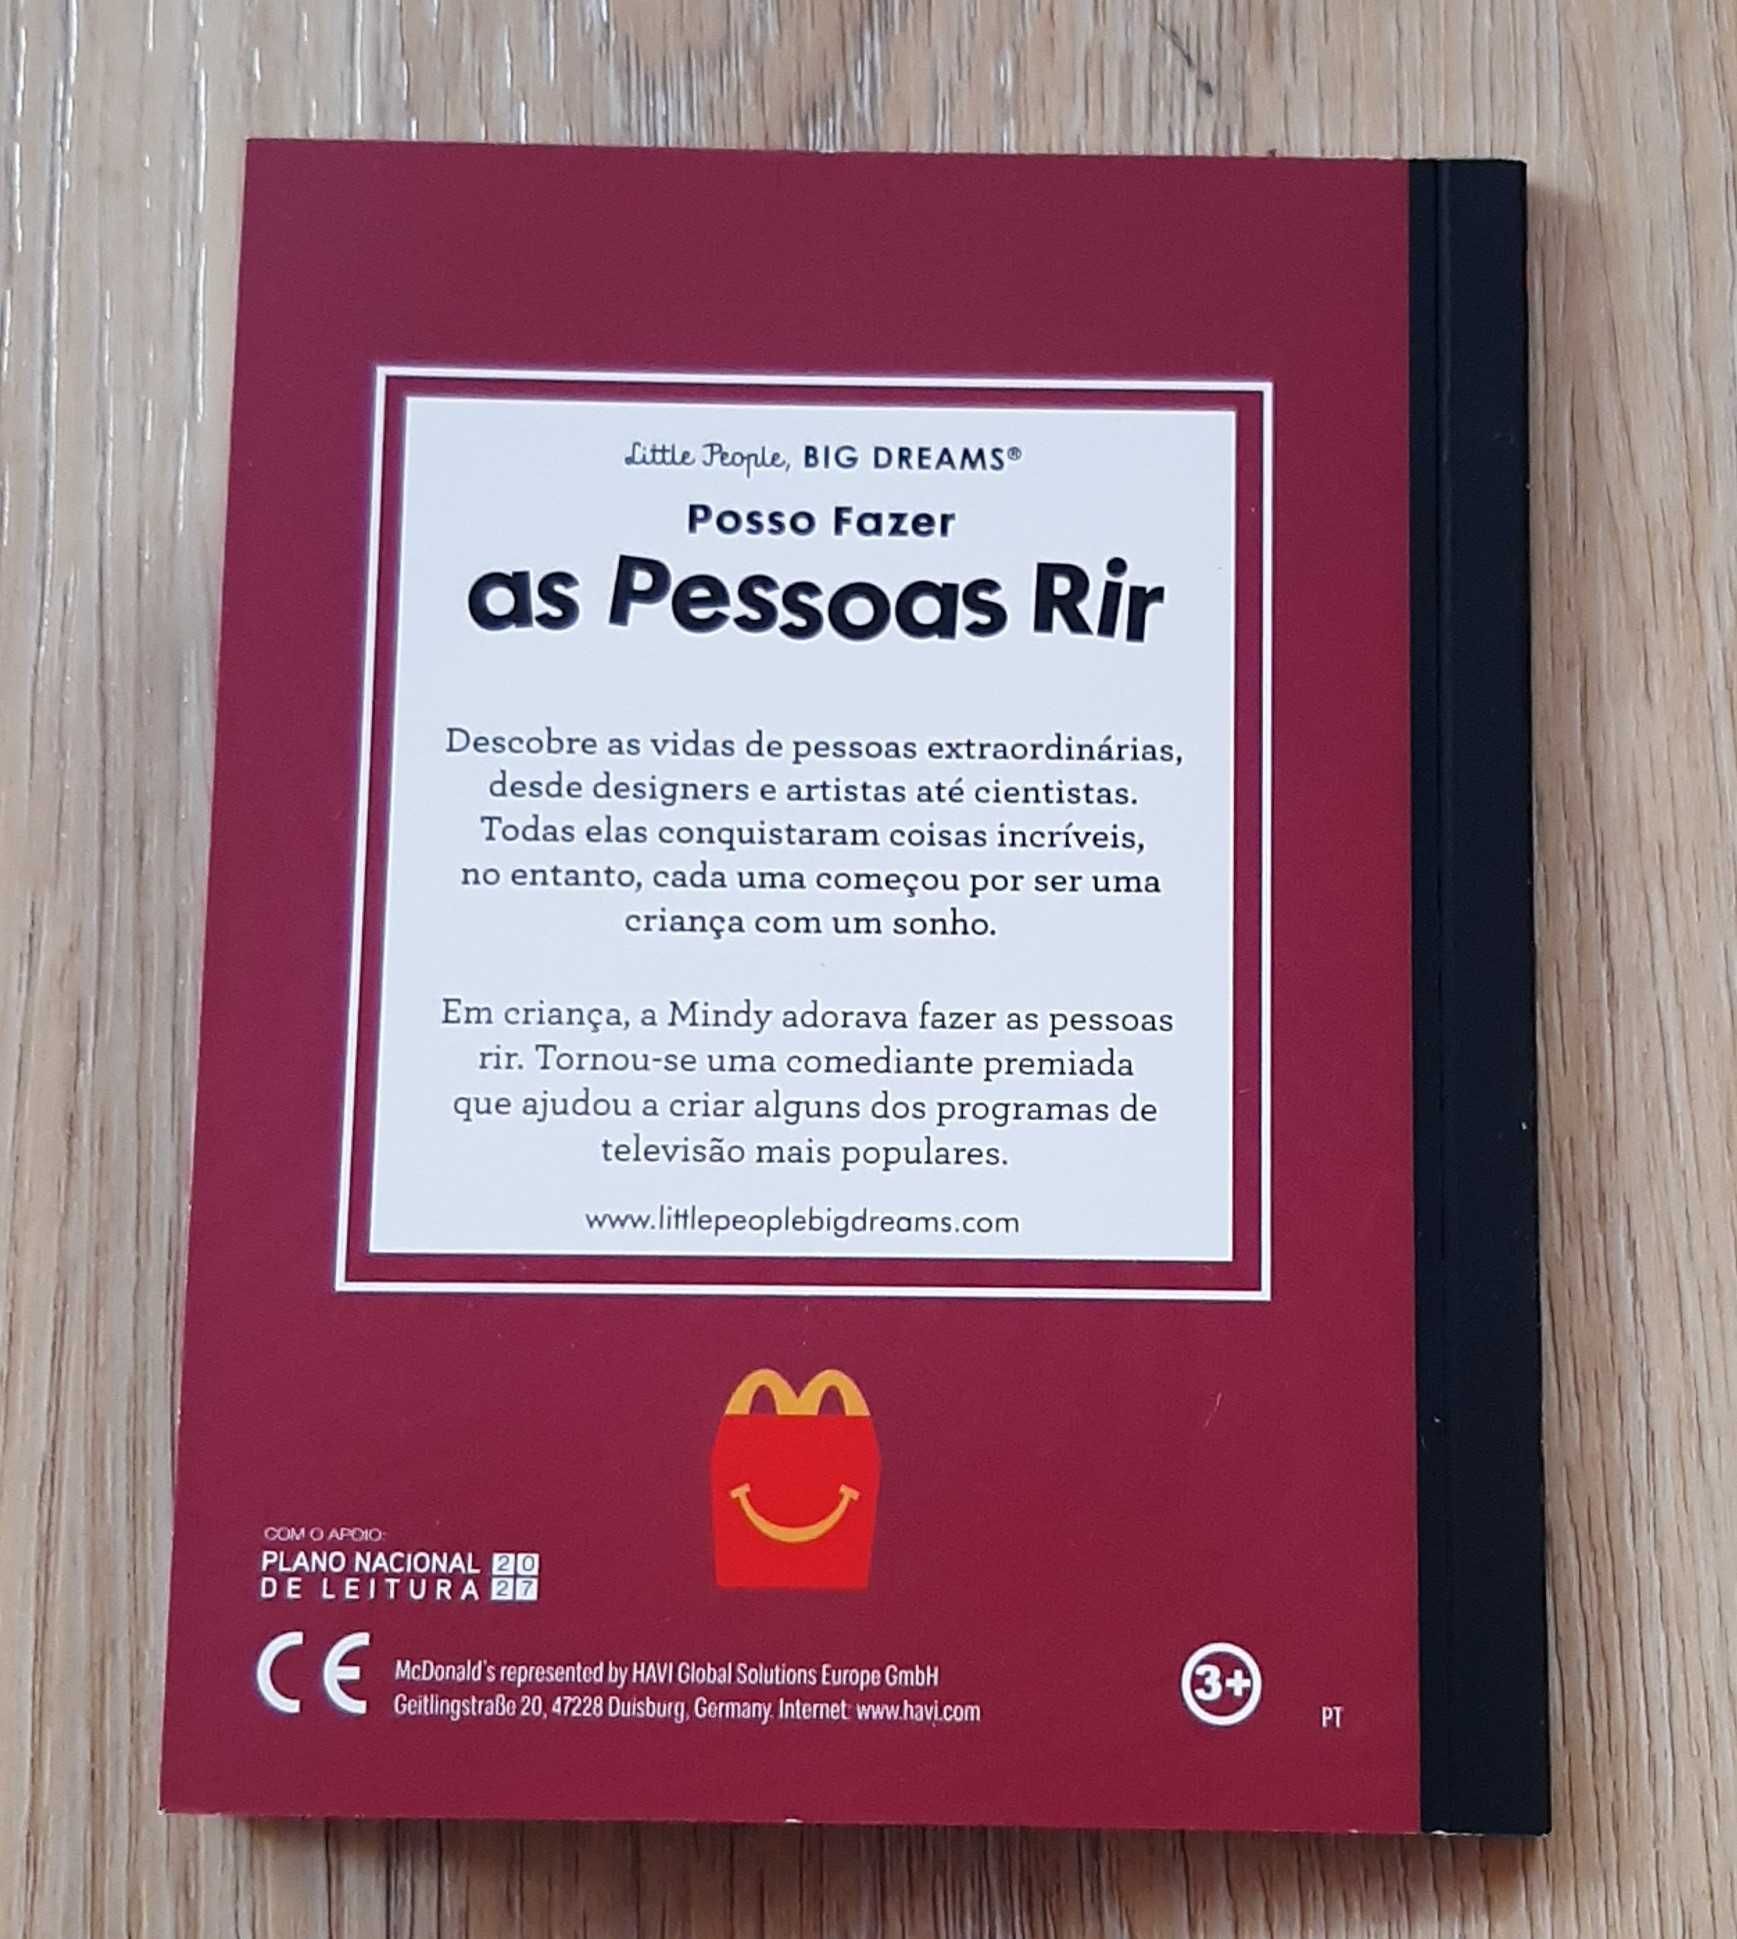 Little People, BIG DREAMS®
Posso Fazer
as Pessoas Rir
Descobre as vidas de pessoas extraordinárias,
desde designers e artistas até cientistas.
Todas elas conquistaram coisas incríveis,
no entanto, cada uma começou por ser uma
criança com um sonho.
Em criança, a Mindy adorava fazer as pessoas
rir. Tornou-se uma comediante premiada
que ajudou a criar alguns dos programas de
televisão mais populares.
www.littlepeoplebigdreams.com
COM O APOIO:
PLANO NACIONAL 20
DE LEITURA 27
CE
McDonald's represented by HAVI Global Solutions Europe GmbH
Geitlingstraße 20, 47228 Duisburg, Germany. Internet: www.havi.com
3+
PT